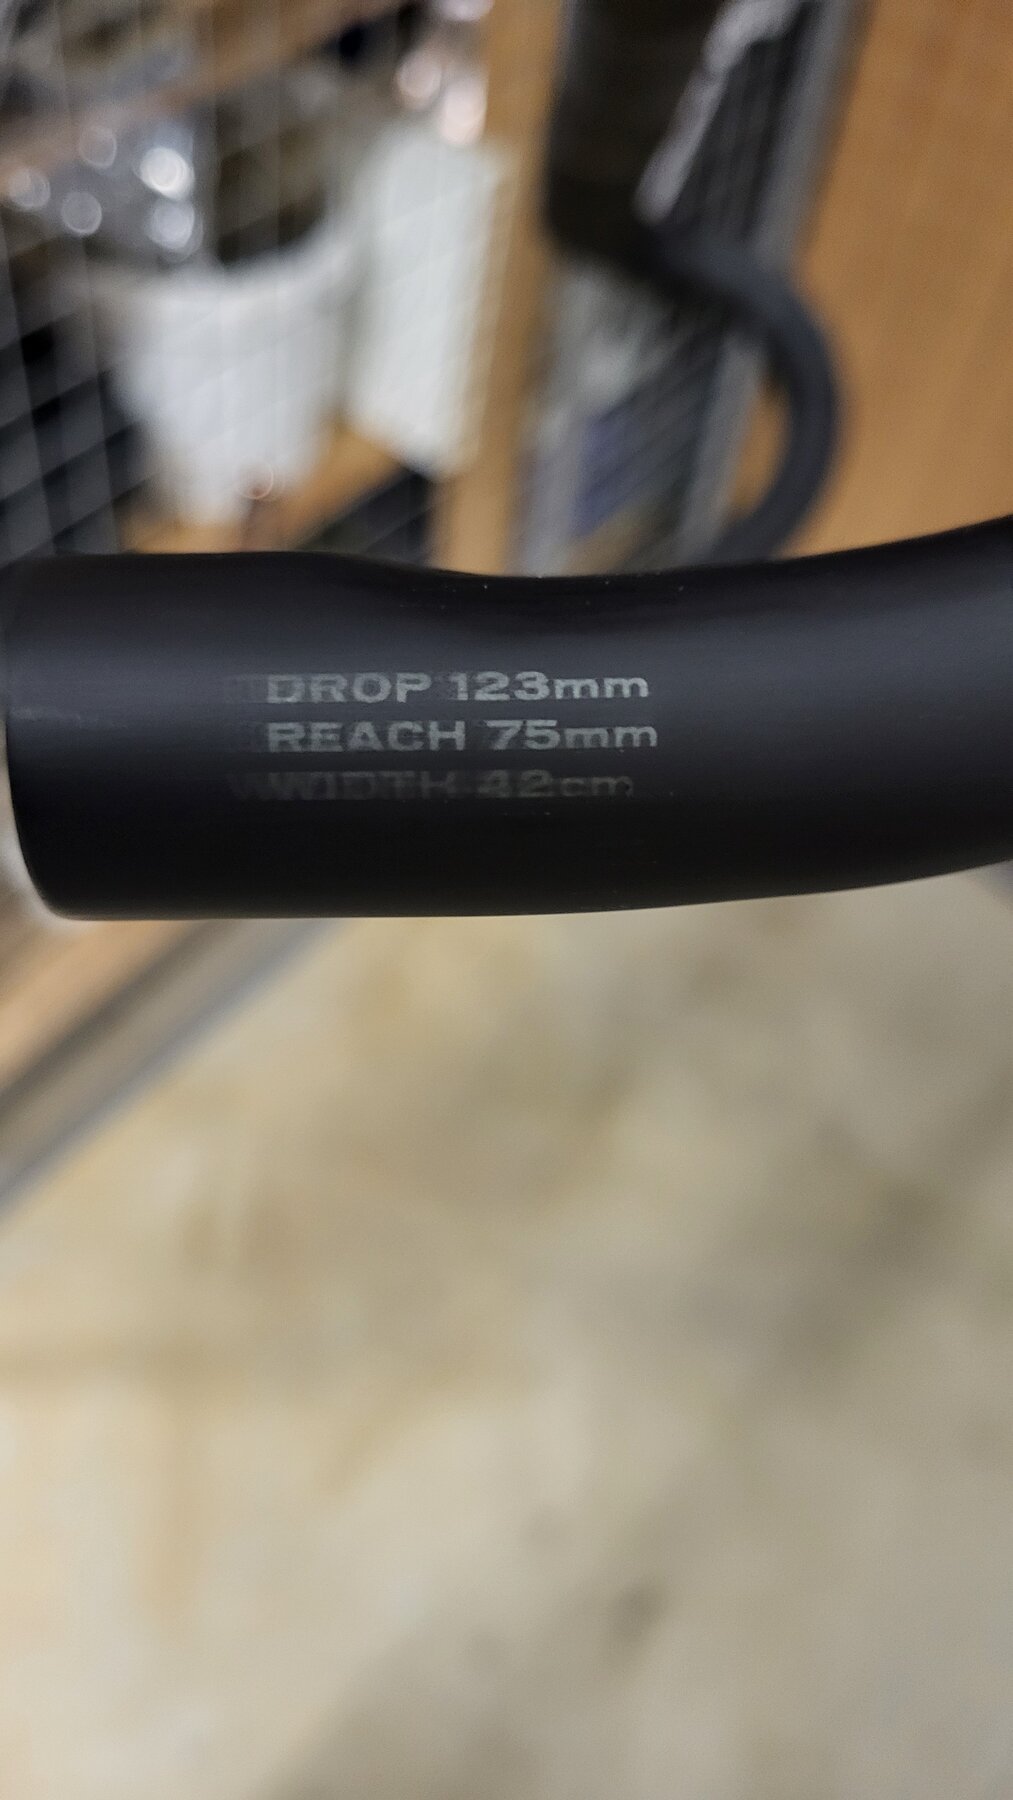 DROP 123mm
REACH 75mm
WIDTH 42cm